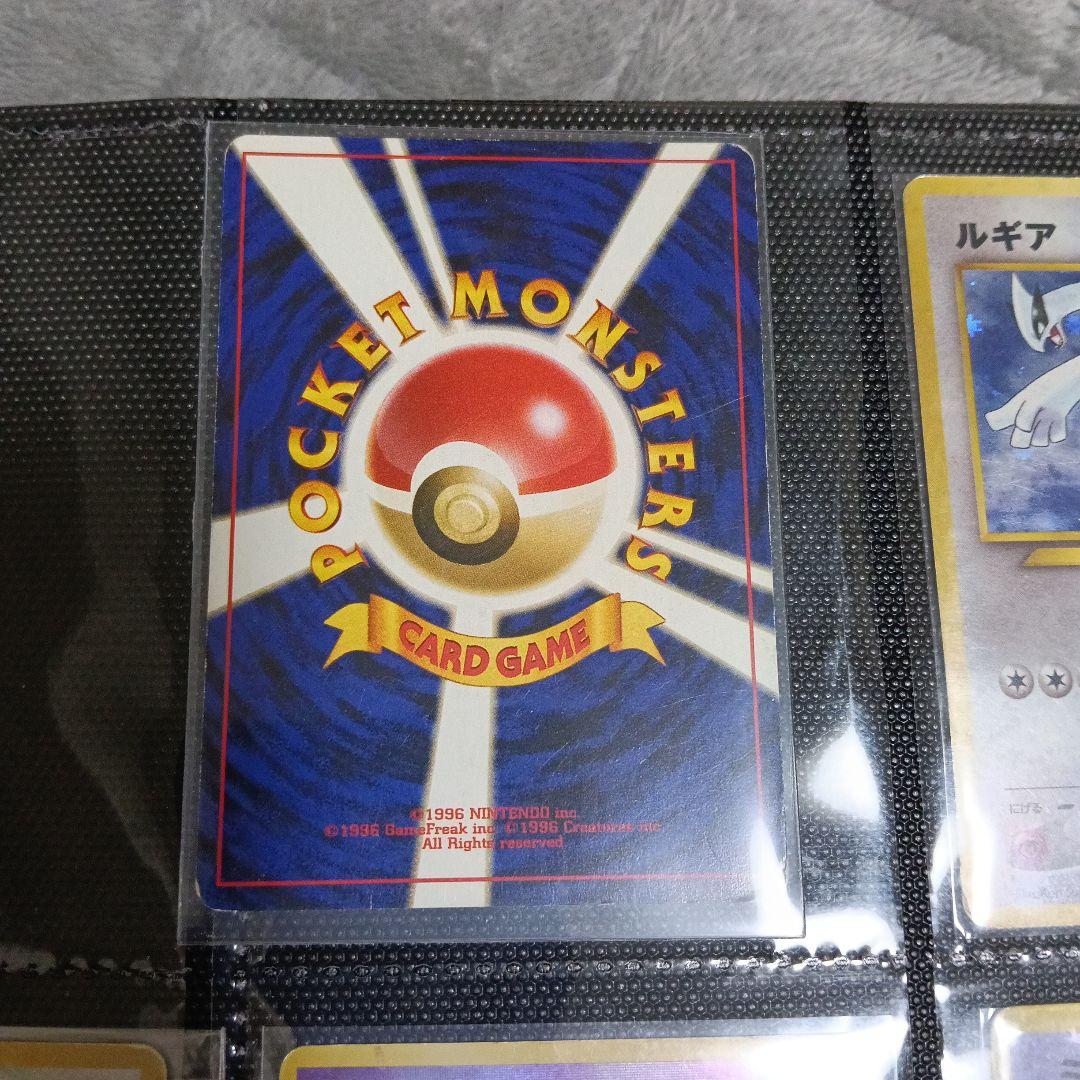 POCKET MONSTERS
CARD GAME
©1996 NINTENDO inc.
©1996 GameFreak inc. ©1996 Creatures inc.
All Rights reserved
ルギア
にげる